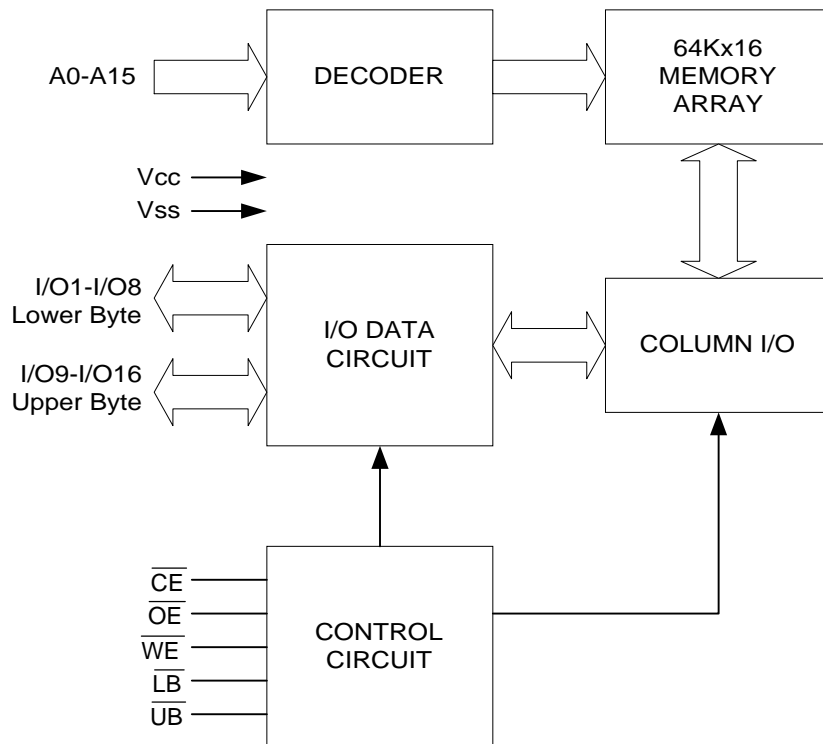 A0-A15
DECODER
64Kx16
MEMORY
ARRAY
Vcc
Vss
I/O1-I/O8
Lower Byte
I/O9-I/O16
Upper Byte
I/O DATA
CIRCUIT
COLUMN I/O
CE
OE
WE
LB
UB
CONTROL
CIRCUIT